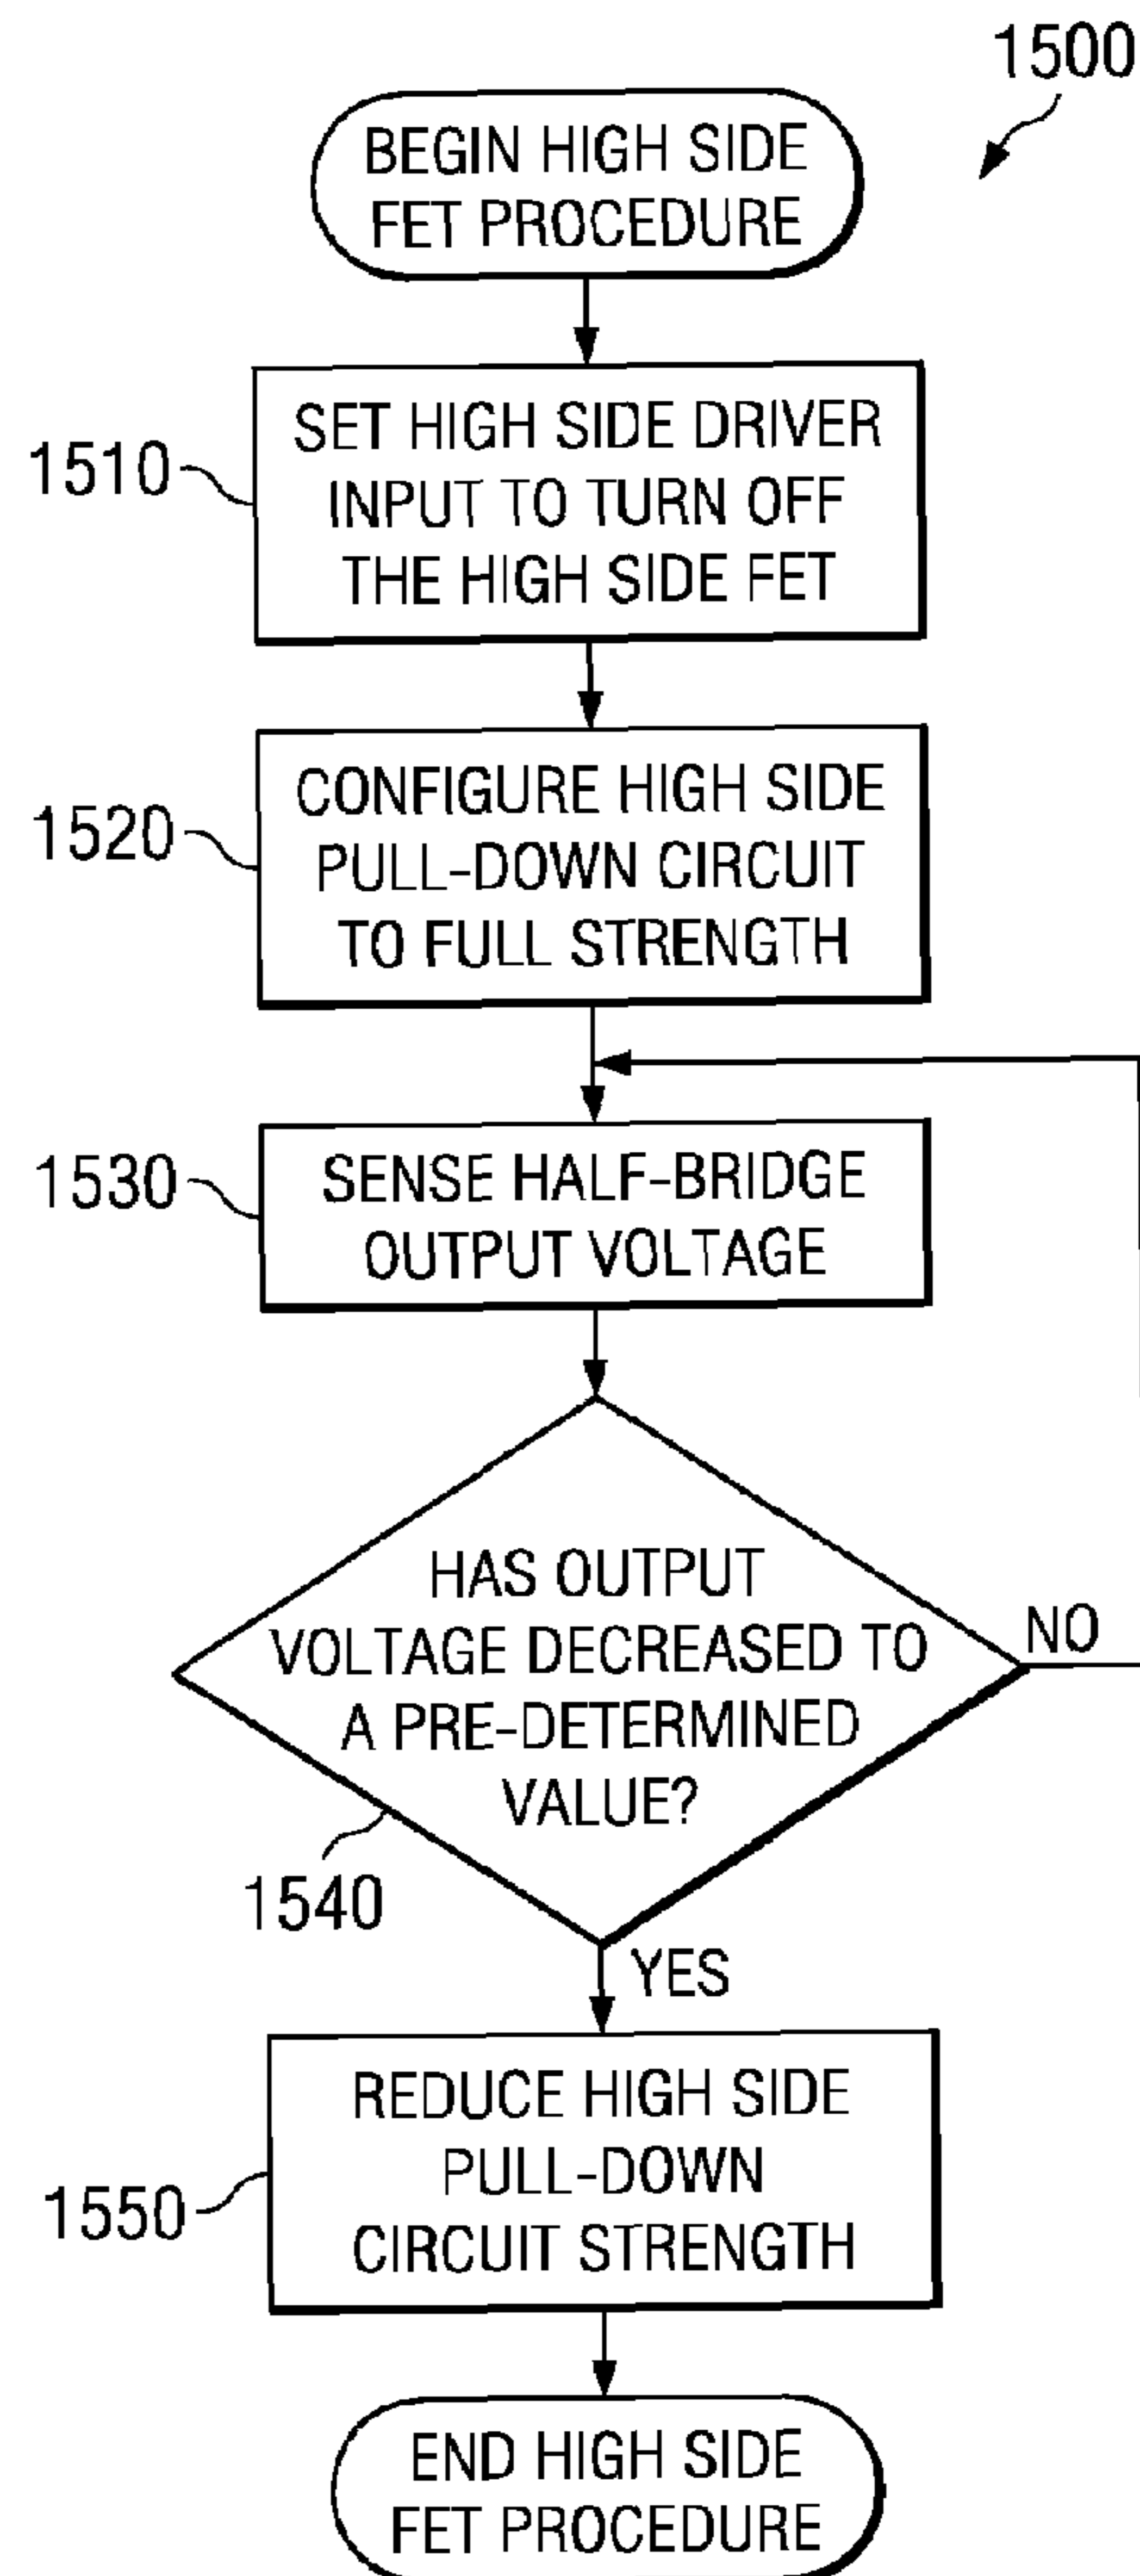 1500
BEGIN HIGH SIDE
FET PROCEDURE
1510
SET HIGH SIDE DRIVER
INPUT TO TURN OFF
THE HIGH SIDE FET
1520
CONFIGURE HIGH SIDE
PULL-DOWN CIRCUIT
TO FULL STRENGTH
1530
SENSE HALF-BRIDGE
OUTPUT VOLTAGE
HAS OUTPUT
VOLTAGE DECREASED TO
A PRE-DETERMINED
VALUE?
NO
1540
YES
1550
REDUCE HIGH SIDE
PULL-DOWN
CIRCUIT STRENGTH
END HIGH SIDE
FET PROCEDURE